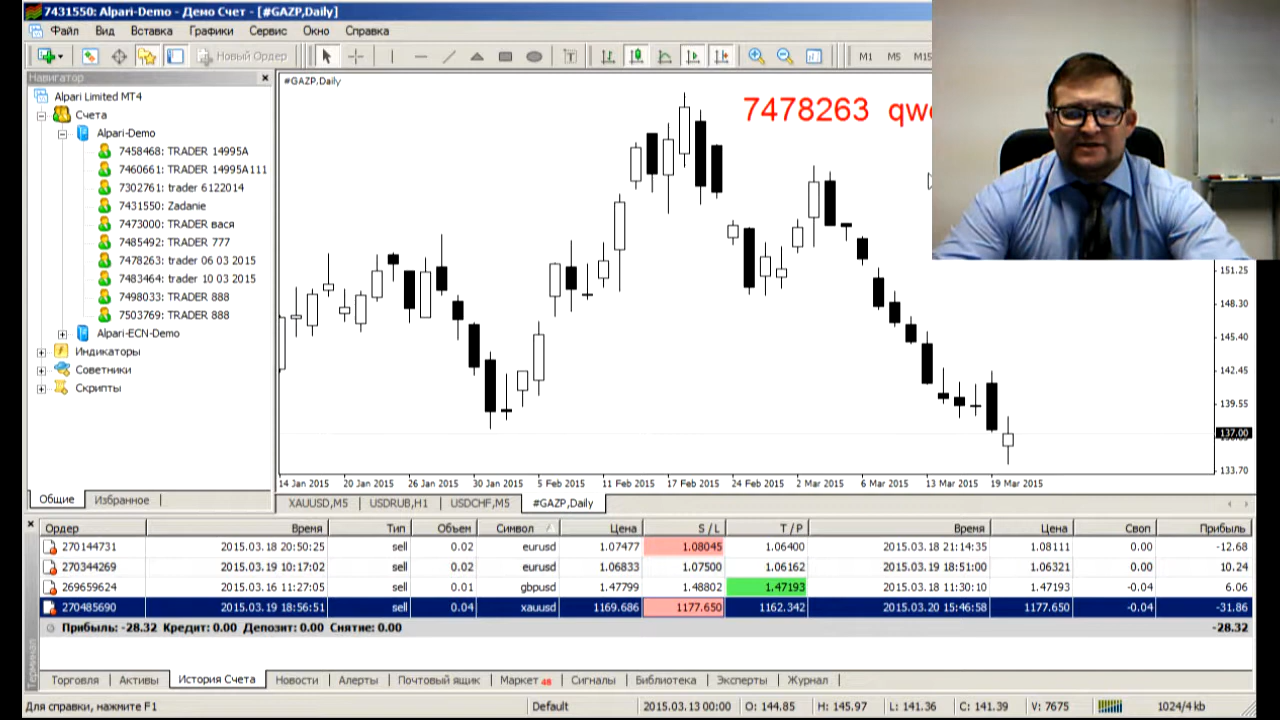 7431550: Alpari-Demo - Демо Счет - [#GAZP,Daily]
Файл Вид Вставка Графики Сервис Окно Справка
Новый Ордер M1 M5 M15
Навигатор
Alpari Limited MT4
Счета
Alpari-Demo
7458468: TRADER 14995A
7460661: TRADER 14995A111
7302761: trader 6122014
7431550: Zadanie
7473000: TRADER вася
7485492: TRADER 777
7478263: trader 06 03 2015
7483464: trader 10 03 2015
7498033: TRADER 888
7503769: TRADER 888
Alpari-ECN-Demo
Индикаторы
Советники
Скрипты
Общие Избранное
#GAZP,Daily
7478263
151.25
148.30
145.40
142.45
139.55
137.00
133.70
14 Jan 2015 20 Jan 2015 26 Jan 2015 30 Jan 2015 5 Feb 2015 11 Feb 2015 17 Feb 2015 24 Feb 2015 2 Mar 2015 6 Mar 2015 13 Mar 2015 19 Mar 2015
XAUUSD,M5 USDRUB,H1 USDCHF,M5 #GAZP,Daily
Ордер Время Тип Объем Символ Цена S / L T / P Время Цена Своп Прибыль
270144731 2015.03.18 20:50:25 sell 0.02 eurusd 1.07477 1.08045 1.06400 2015.03.18 21:14:35 1.08111 0.00 -12.68
270344269 2015.03.19 10:17:02 sell 0.02 eurusd 1.06833 1.07500 1.06160 2015.03.19 18:51:00 1.06321 0.00 10.24
269659624 2015.03.16 11:27:05 sell 0.01 gbpusd 1.47799 1.48802 1.47193 2015.03.18 11:30:10 1.47193 -0.04 6.06
270485690 2015.03.19 18:56:51 sell 0.04 xauusd 1169.686 1177.650 1162.342 2015.03.20 15:46:58 1177.650 -0.04 -31.86
Прибыль: -28.32 Кредит: 0.00 Депозит: 0.00 Снятие: 0.00 -28.32
Терминал
Торговля Активы История Счета Новости Алерты Почтовый ящик Маркет 48 Сигналы Библиотека Эксперты Журнал
Для справки, нажмите F1 Default 2015.03.13 00:00 O: 144.85 H: 145.97 L: 141.36 C: 141.39 V: 7675 1024/4 kb